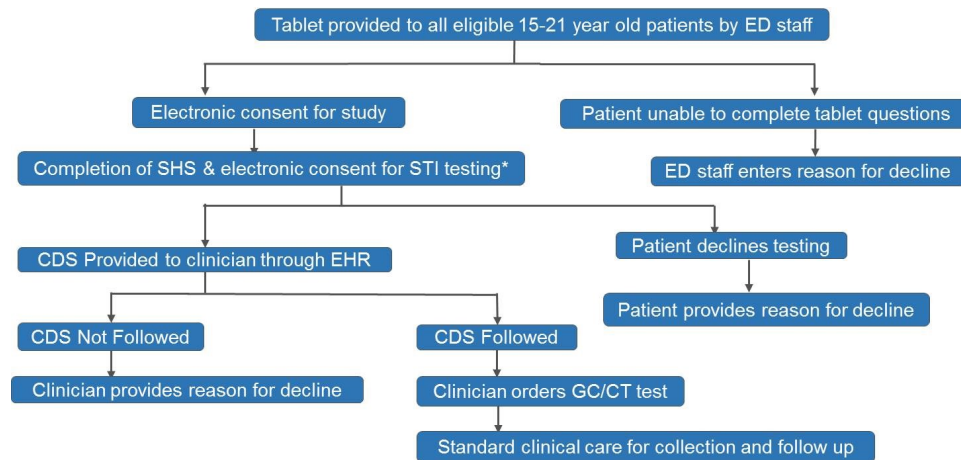 Tablet provided to all eligible 15-21 year old patients by ED staff
Electronic consent for study
Patient unable to complete tablet questions
Completion of SHS & electronic consent for STI testing*
ED staff enters reason for decline
CDS Provided to clinician through EHR
Patient declines testing
Patient provides reason for decline
CDS Not Followed
CDS Followed
Clinician provides reason for decline
Clinician orders GC/CT test
Standard clinical care for collection and follow up